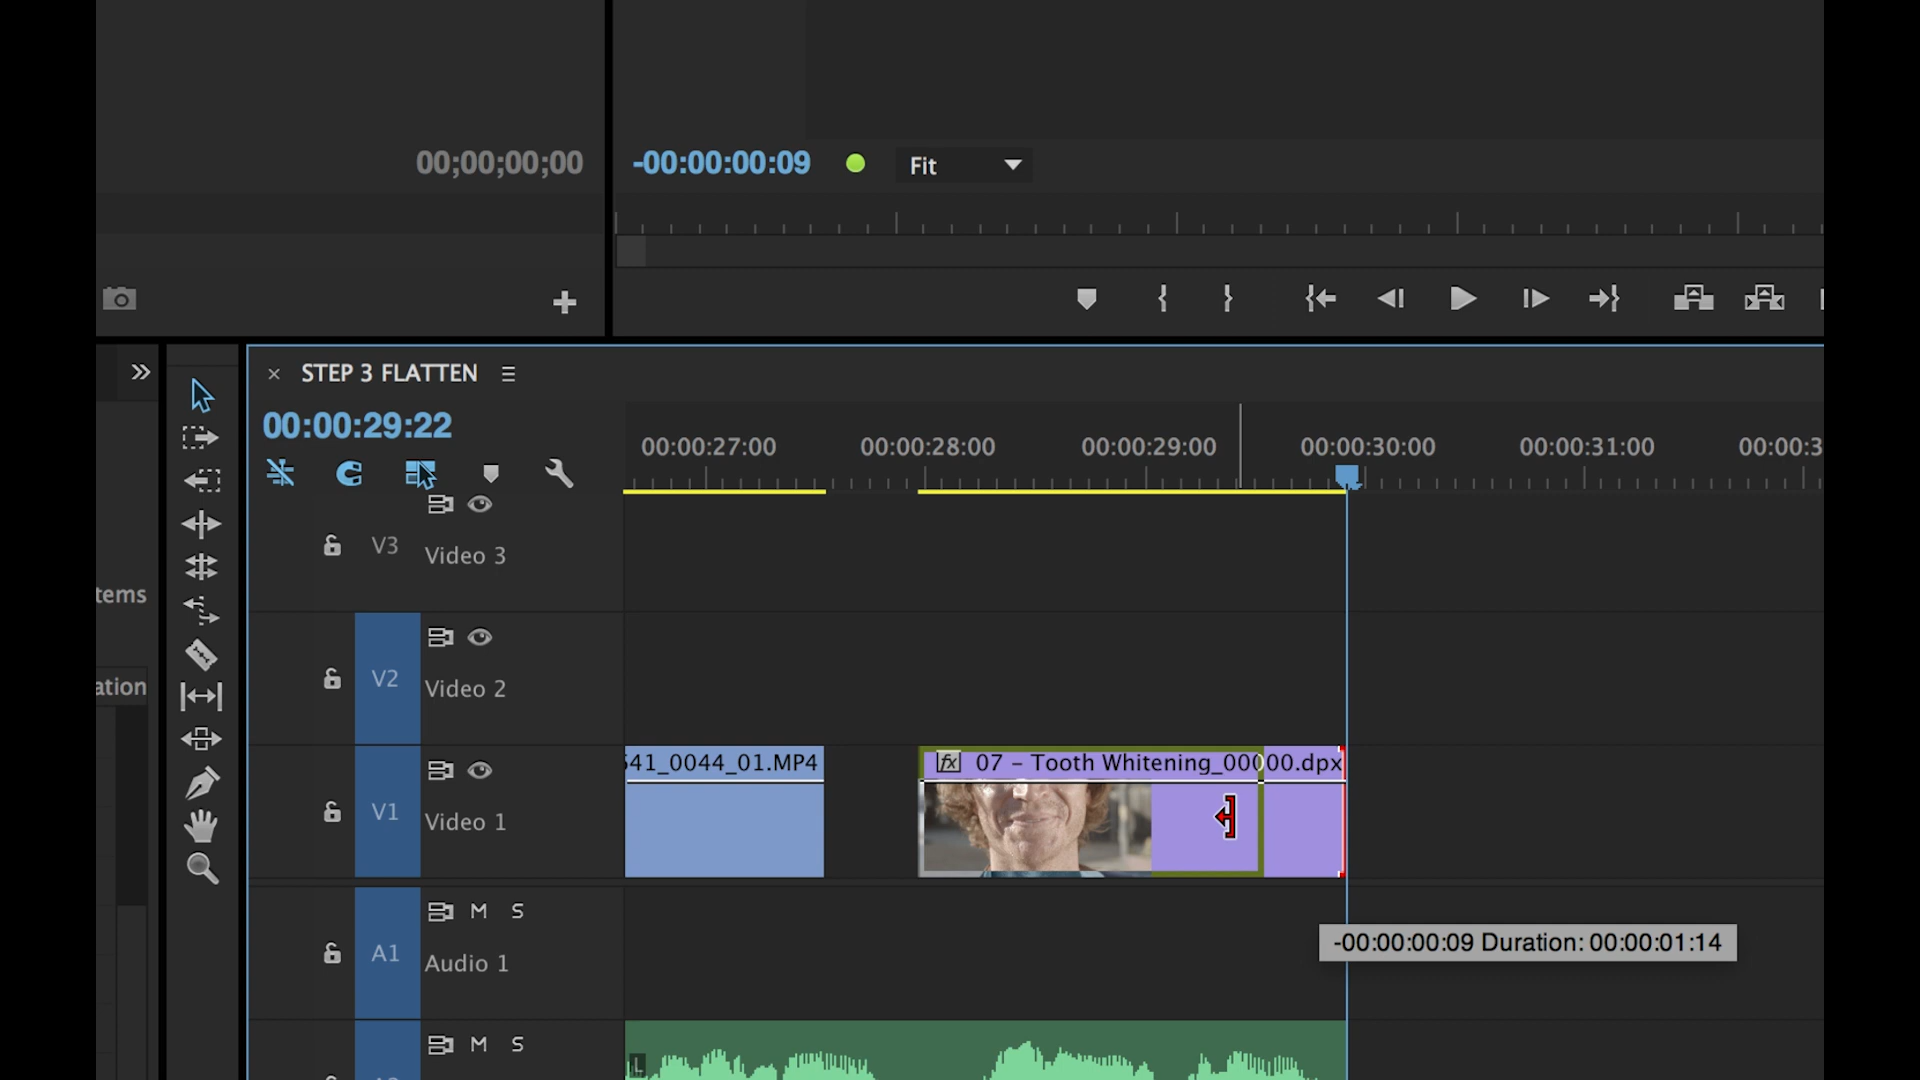 00;00;00;00
-00:00:00:09
Fit
STEP 3 FLATTEN
00:00:29:22
00:00:27:00
00:00:28:00
00:00:29:00
00:00:30:00
00:00:31:00
00:00:3
V3
Video 3
tems
V2
Video 2
ation
V1
Video 1
541_0044_01.MP4
fx
07 – Tooth Whitening_00000.dpx
A1
M S
Audio 1
-00:00:00:09 Duration: 00:00:01:14
M S
L